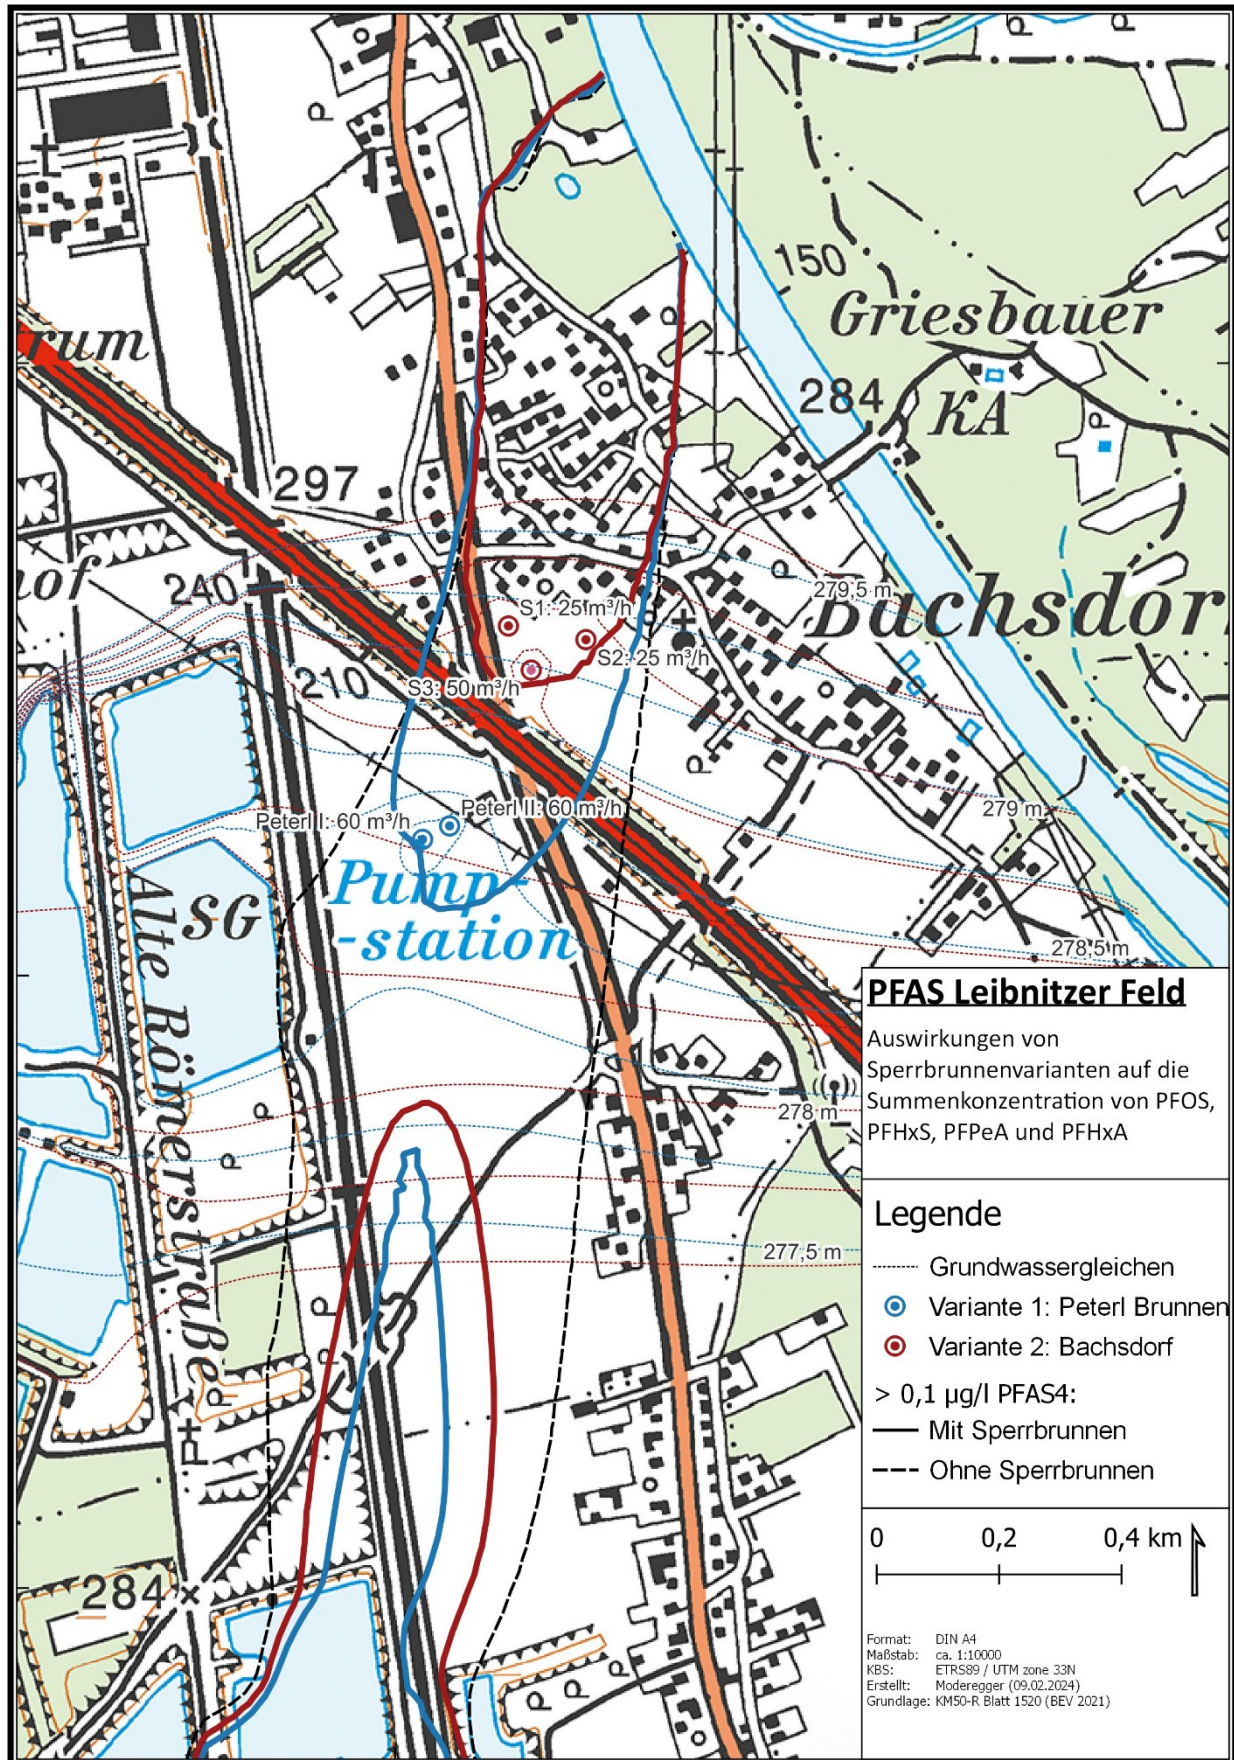 150
Griesbauer
rum
284
KA
297
hof
240
279,5 m
Bachsdor
S1: 25 m³/h
S2: 25 m³/h
210
S3: 50 m³/h
279 m
Peterl I: 60 m³/h
Peterl II: 60 m³/h
Pump-
-station
SG
Alte Römerstraße
278,5 m
278 m
277,5 m
284
PFAS Leibnitzer Feld
Auswirkungen von
Sperrbrunnenvarianten auf die
Summenkonzentration von PFOS,
PFHxS, PFPeA und PFHxA
Legende
Grundwassergleichen
Variante 1: Peterl Brunnen
Variante 2: Bachsdorf
> 0,1 µg/l PFAS4:
Mit Sperrbrunnen
Ohne Sperrbrunnen
0 0,2 0,4 km
Format: DIN A4
Maßstab: ca. 1:10000
KBS: ETRS89 / UTM zone 33N
Erstellt: Moderegger (09.02.2024)
Grundlage: KM50-R Blatt 1520 (BEV 2021)